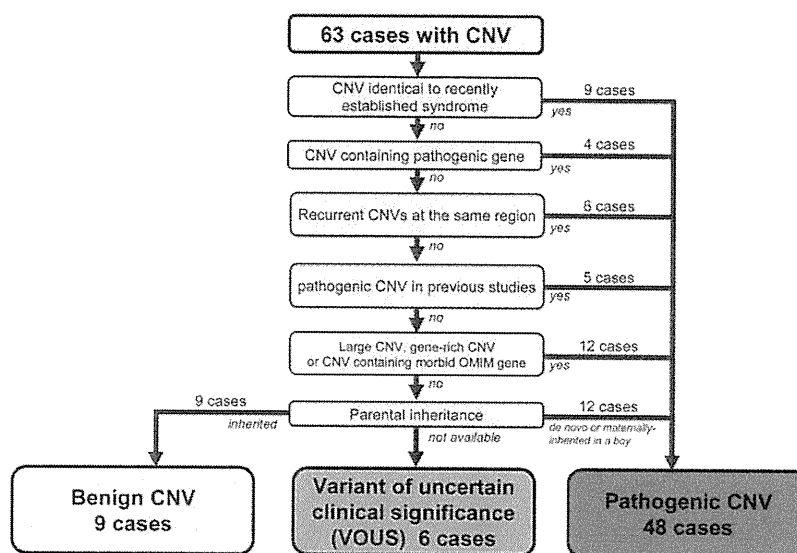 63 cases with CNV
CNV identical to recently
established syndrome
9 cases
yes
no
CNV containing pathogenic gene
4 cases
yes
no
Recurrent CNVs at the same region
6 cases
yes
no
pathogenic CNV in previous studies
5 cases
yes
no
Large CNV, gene-rich CNV
or CNV containing morbid OMIM gene
12 cases
yes
no
9 cases
inherited
Parental inheritance
12 cases
de novo or maternally-
inherited in a boy
not available
Benign CNV
9 cases
Variant of uncertain
clinical significance
(VOUS) 6 cases
Pathogenic CNV
48 cases